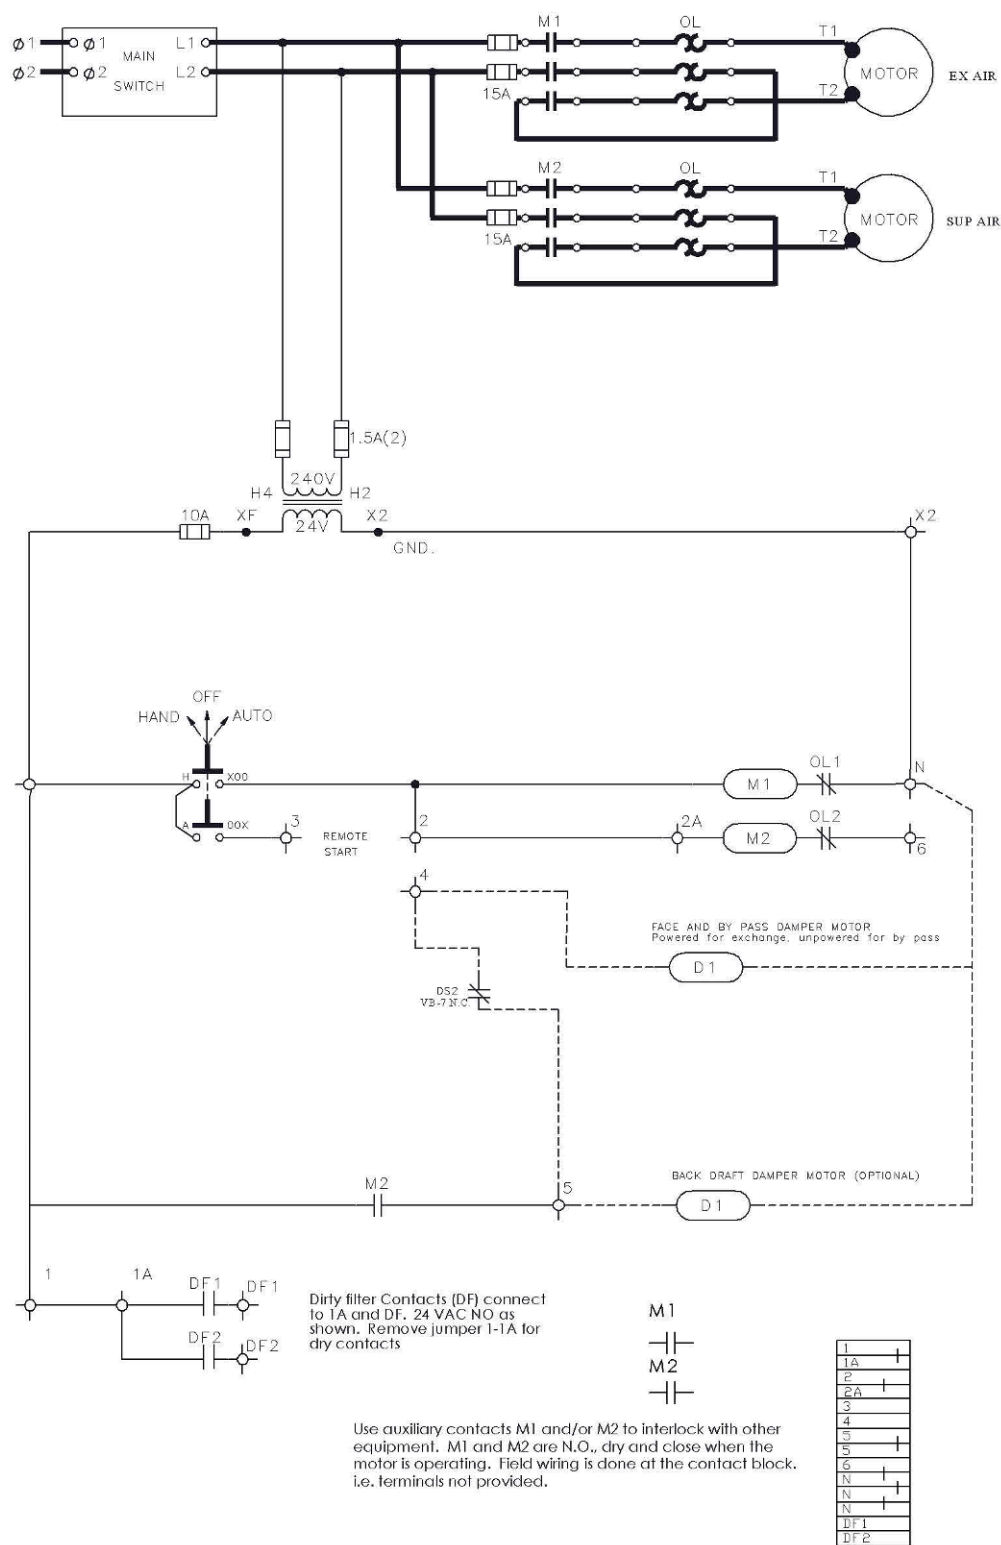 M1 OL T1
ø1 ø1 MAIN L1
ø2 ø2 SWITCH L2
MOTOR EX AIR
15A T2
M2 OL T1
MOTOR SUP AIR
15A T2
1.5A(2)
240V
H4 H2
10A XF 24V X2 X2
GND.
OFF
HAND AUTO
H X00
M1 OL1 N
A 00X
3 REMOTE 2 2A M2 OL2 6
START
4
FACE AND BY PASS DAMPER MOTOR
Powered for exchange, unpowered for by pass
D1
DS2
VB-7 N.C.
BACK DRAFT DAMPER MOTOR (OPTIONAL)
M2 5 D1
1 1A DF1 DF1
DF2 DF2
Dirty filter Contacts (DF) connect
to 1A and DF. 24 VAC NO as
shown. Remove jumper 1-1A for
dry contacts
M1
M2
Use auxiliary contacts M1 and/or M2 to interlock with other
equipment. M1 and M2 are N.O., dry and close when the
motor is operating. Field wiring is done at the contact block.
i.e. terminals not provided.
1
1A
2
2A
3
4
5
5
6
N
N
N
DF1
DF2